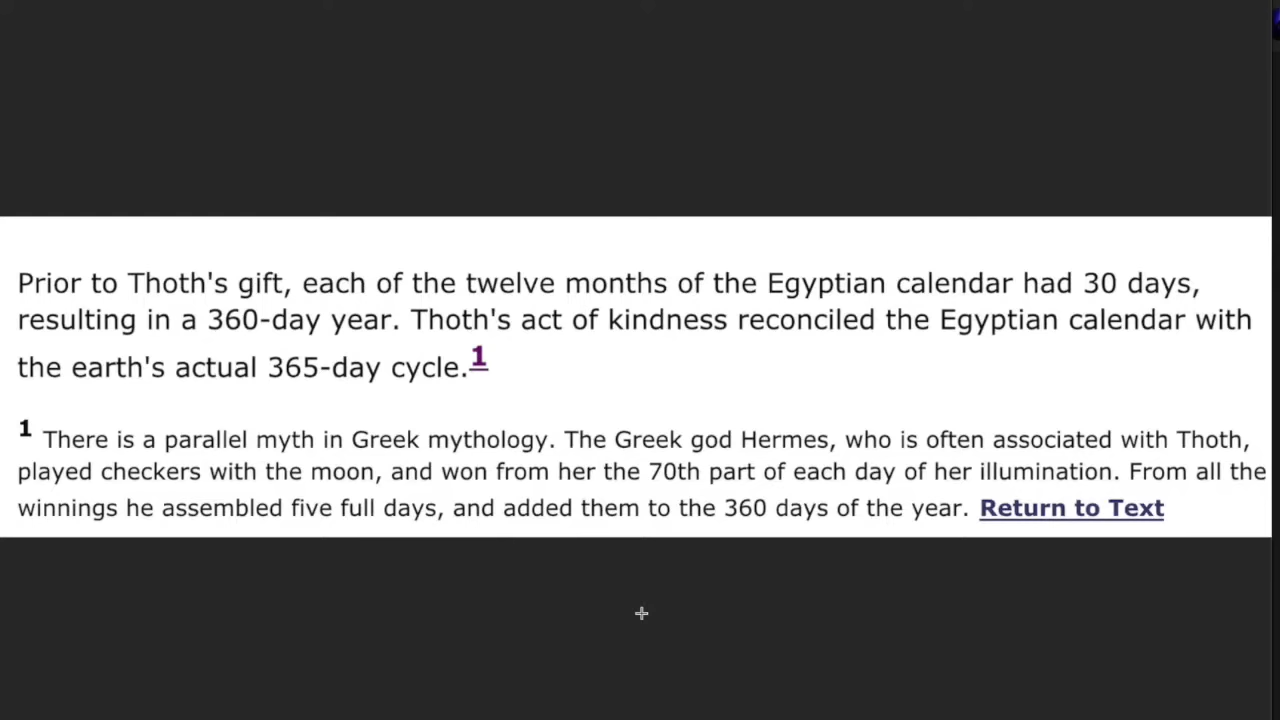 Prior to Thoth's gift, each of the twelve months of the Egyptian calendar had 30 days,
resulting in a 360-day year. Thoth's act of kindness reconciled the Egyptian calendar with
the earth's actual 365-day cycle.1
1 There is a parallel myth in Greek mythology. The Greek god Hermes, who is often associated with Thoth,
played checkers with the moon, and won from her the 70th part of each day of her illumination. From all the
winnings he assembled five full days, and added them to the 360 days of the year. Return to Text